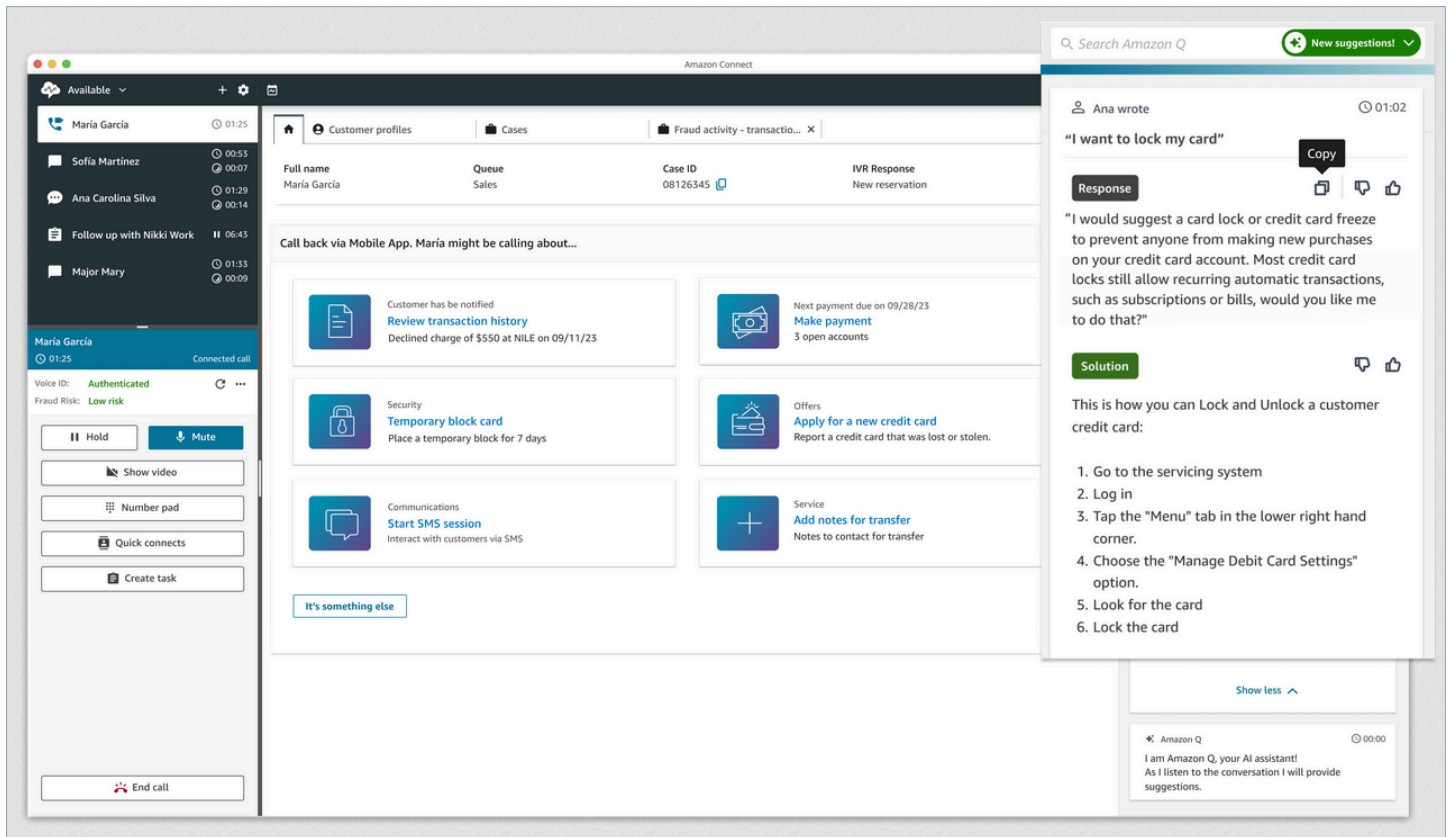 Amazon Connect
Available
María García 01:25
Sofía Martínez 00:53
00:07
Ana Carolina Silva 01:29
00:14
Follow up with Nikki Work 06:43
Major Mary 01:33
00:09
María García
01:25 Connected call
Voice ID: Authenticated
Fraud Risk: Low risk
Hold Mute
Show video
Number pad
Quick connects
Create task
End call
Customer profiles Cases Fraud activity - transactio...
Full name Queue Case ID IVR Response
María García Sales 08126345 New reservation
Call back via Mobile App. María might be calling about...
Customer has be notified
Review transaction history
Declined charge of $550 at NILE on 09/11/23
Next payment due on 09/28/23
Make payment
3 open accounts
Security
Temporary block card
Place a temporary block for 7 days
Offers
Apply for a new credit card
Report a credit card that was lost or stolen.
Communications
Start SMS session
Interact with customers via SMS
Service
Add notes for transfer
Notes to contact for transfer
It's something else
Search Amazon Q New suggestions!
Ana wrote 01:02
“I want to lock my card”
Copy
Response
“I would suggest a card lock or credit card freeze
to prevent anyone from making new purchases
on your credit card account. Most credit card
locks still allow recurring automatic transactions,
such as subscriptions or bills, would you like me
to do that?"
Solution
This is how you can Lock and Unlock a customer
credit card:
1. Go to the servicing system
2. Log in
3. Tap the "Menu" tab in the lower right hand
corner.
4. Choose the "Manage Debit Card Settings"
option.
5. Look for the card
6. Lock the card
Show less
Amazon Q 00:00
I am Amazon Q, your AI assistant!
As I listen to the conversation I will provide
suggestions.